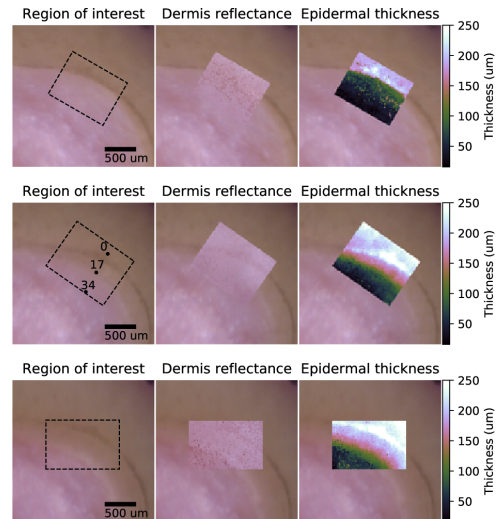 Region of interest Dermis reflectance Epidermal thickness
500 um
250
200
150
100
50
Thickness (um)
Region of interest Dermis reflectance Epidermal thickness
0
17
34
500 um
250
200
150
100
50
Thickness (um)
Region of interest Dermis reflectance Epidermal thickness
500 um
250
200
150
100
50
Thickness (um)